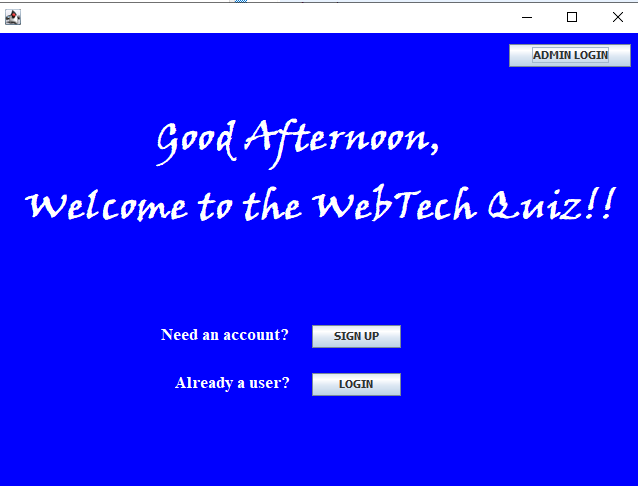 ADMIN LOGIN
Good Afternoon,
Welcome to the WebTech Quiz!!
Need an account? SIGN UP
Already a user? LOGIN